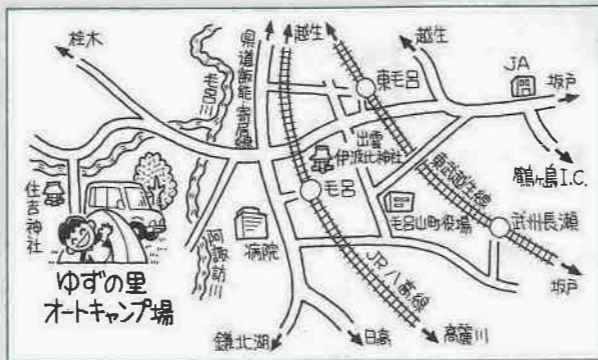 桂木
毛呂川
県道飯能・寄居線
越生
越生
東毛呂
JA
坂戸
鶴ヶ島I.C.
出雲
伊波比神社
東武越生線
住吉神社
毛呂
毛呂山町役場
武州長瀬
病院
阿諏訪川
JR八高線
坂戸
ゆずの里
オートキャンプ場
鎌北湖
日高
高麗川